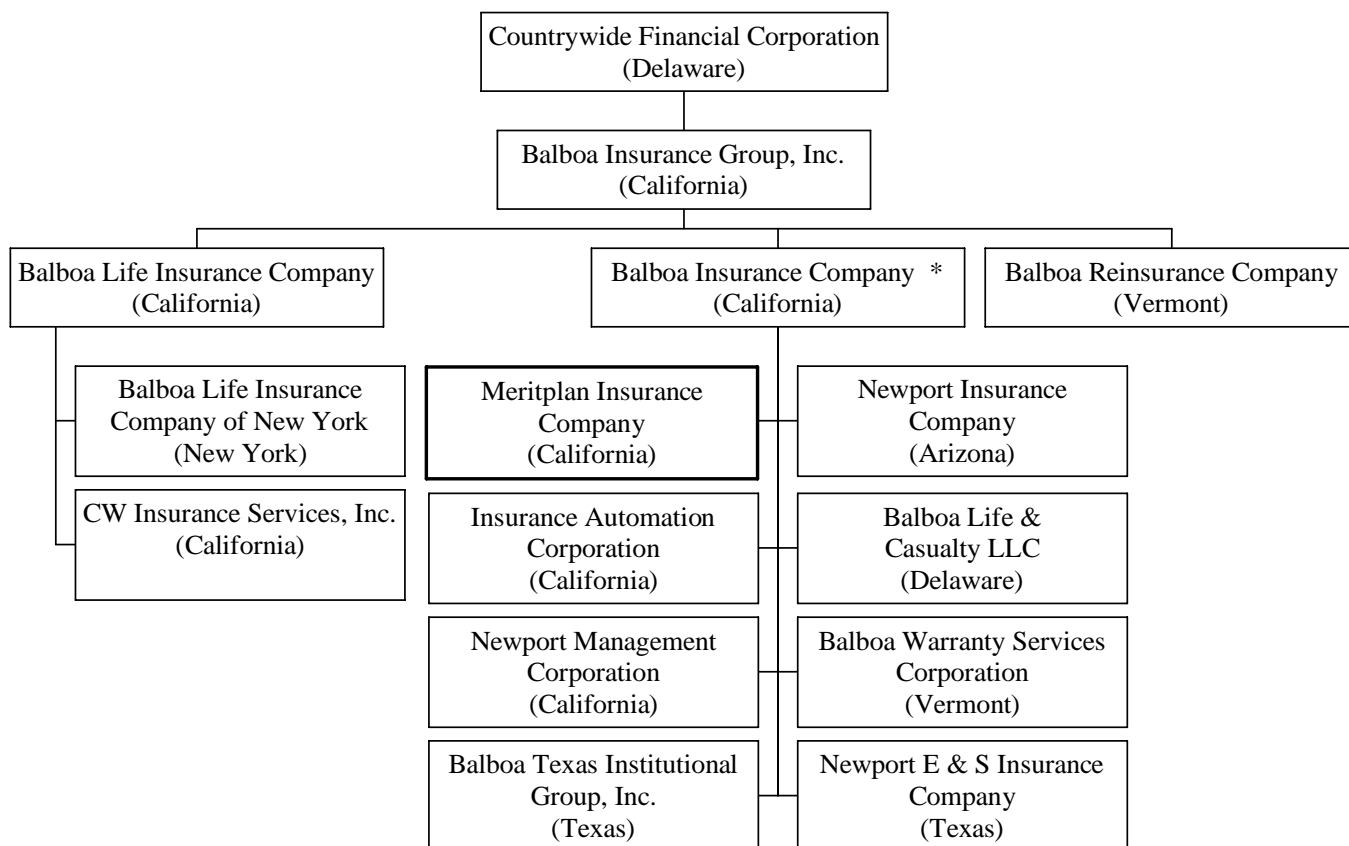 Countrywide Financial Corporation
(Delaware)
Balboa Insurance Group, Inc.
(California)
Balboa Life Insurance Company
(California)
Balboa Insurance Company *
(California)
Balboa Reinsurance Company
(Vermont)
Balboa Life Insurance
Company of New York
(New York)
Meritplan Insurance
Company
(California)
Newport Insurance
Company
(Arizona)
CW Insurance Services, Inc.
(California)
Insurance Automation
Corporation
(California)
Balboa Life &
Casualty LLC
(Delaware)
Newport Management
Corporation
(California)
Balboa Warranty Services
Corporation
(Vermont)
Balboa Texas Institutional
Group, Inc.
(Texas)
Newport E & S Insurance
Company
(Texas)